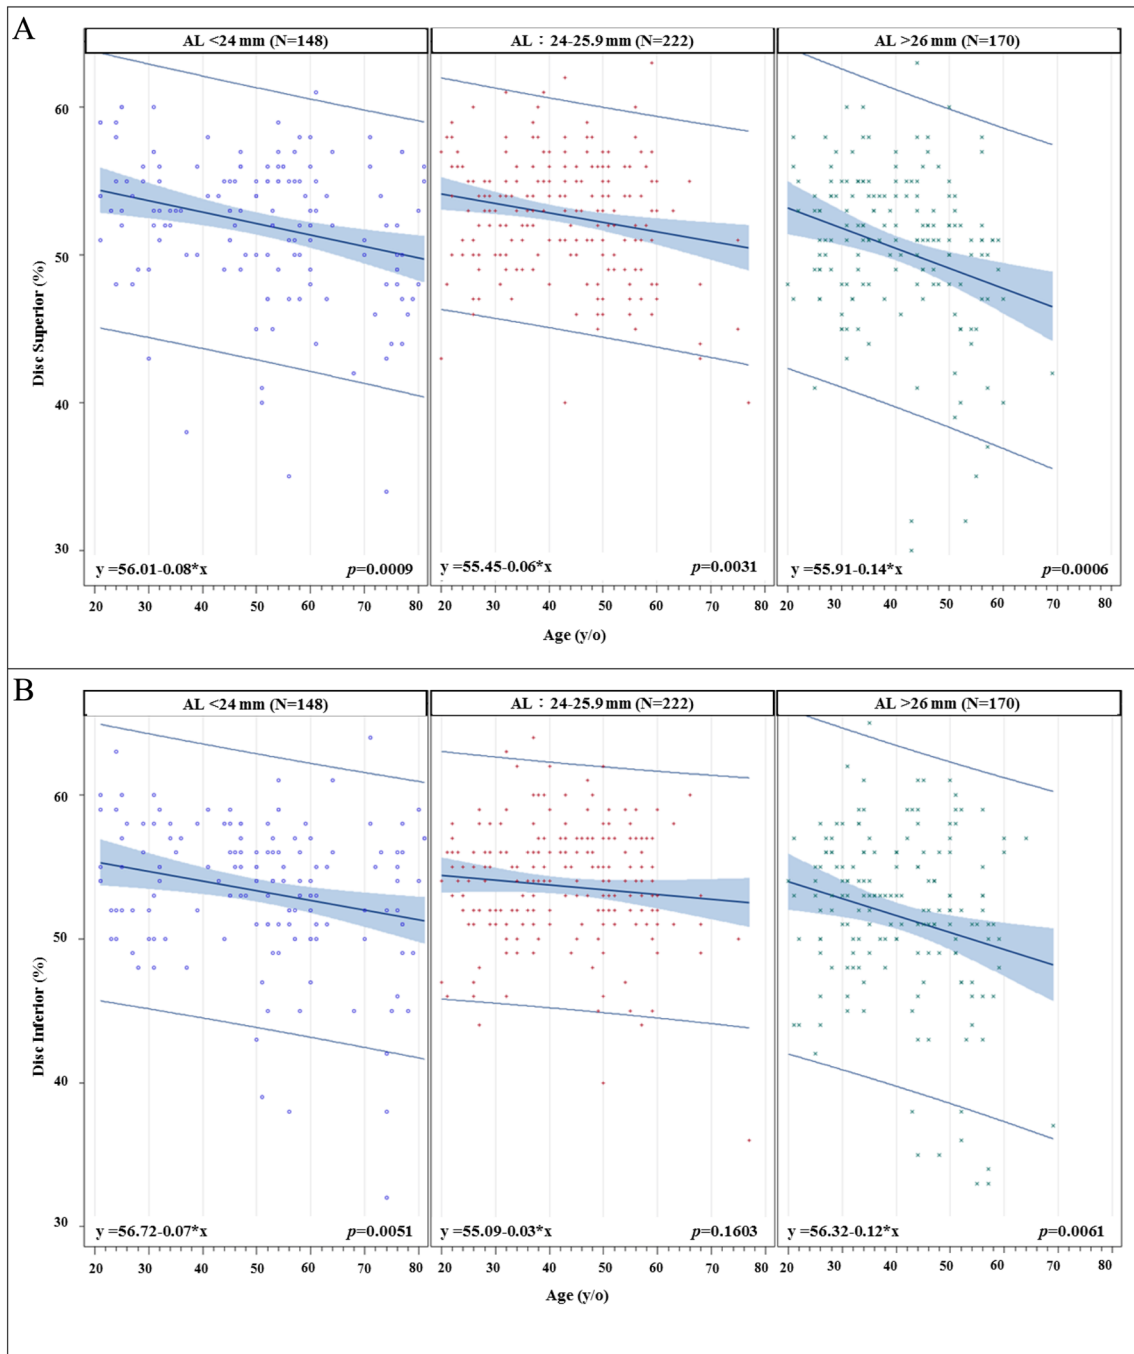 A
AL <24 mm (N=148)
AL : 24-25.9 mm (N=222)
AL >26 mm (N=170)
Disc Superior (%)
60
50
40
30
y =56.01-0.08*x
p=0.0009
y =55.45-0.06*x
p=0.0031
y =55.91-0.14*x
p=0.0006
20 30 40 50 60 70 80
20 30 40 50 60 70 80
20 30 40 50 60 70 80
Age (y/o)
B
AL <24 mm (N=148)
AL : 24-25.9 mm (N=222)
AL >26 mm (N=170)
Disc Inferior (%)
60
50
40
30
y =56.72-0.07*x
p=0.0051
y =55.09-0.03*x
p=0.1603
y=56.32-0.12*x
p=0.0061
20 30 40 50 60 70 80
20 30 40 50 60 70 80
20 30 40 50 60 70 80
Age (y/o)